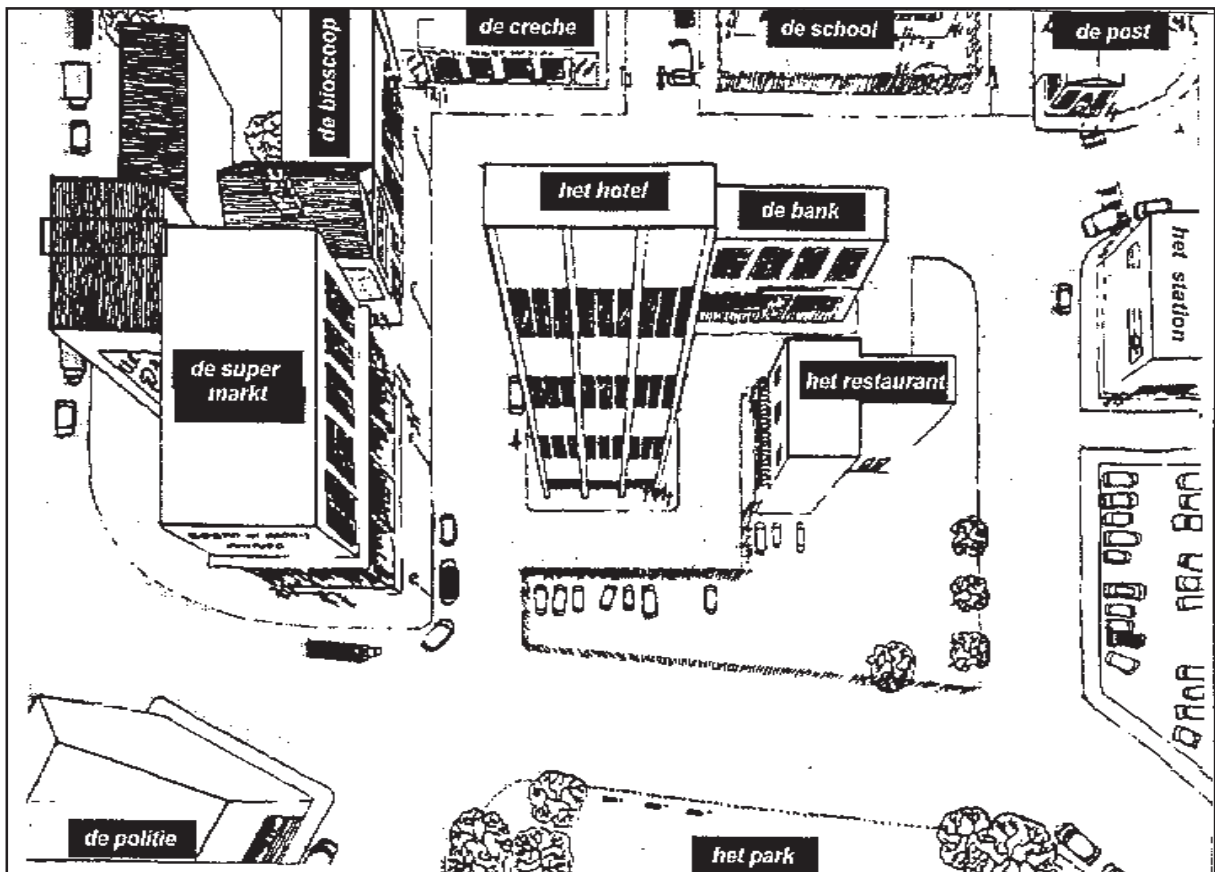 de creche
de school
de post
de bioscoop
het hotel
de bank
het station
de super
markt
het restaurant
de politie
het park